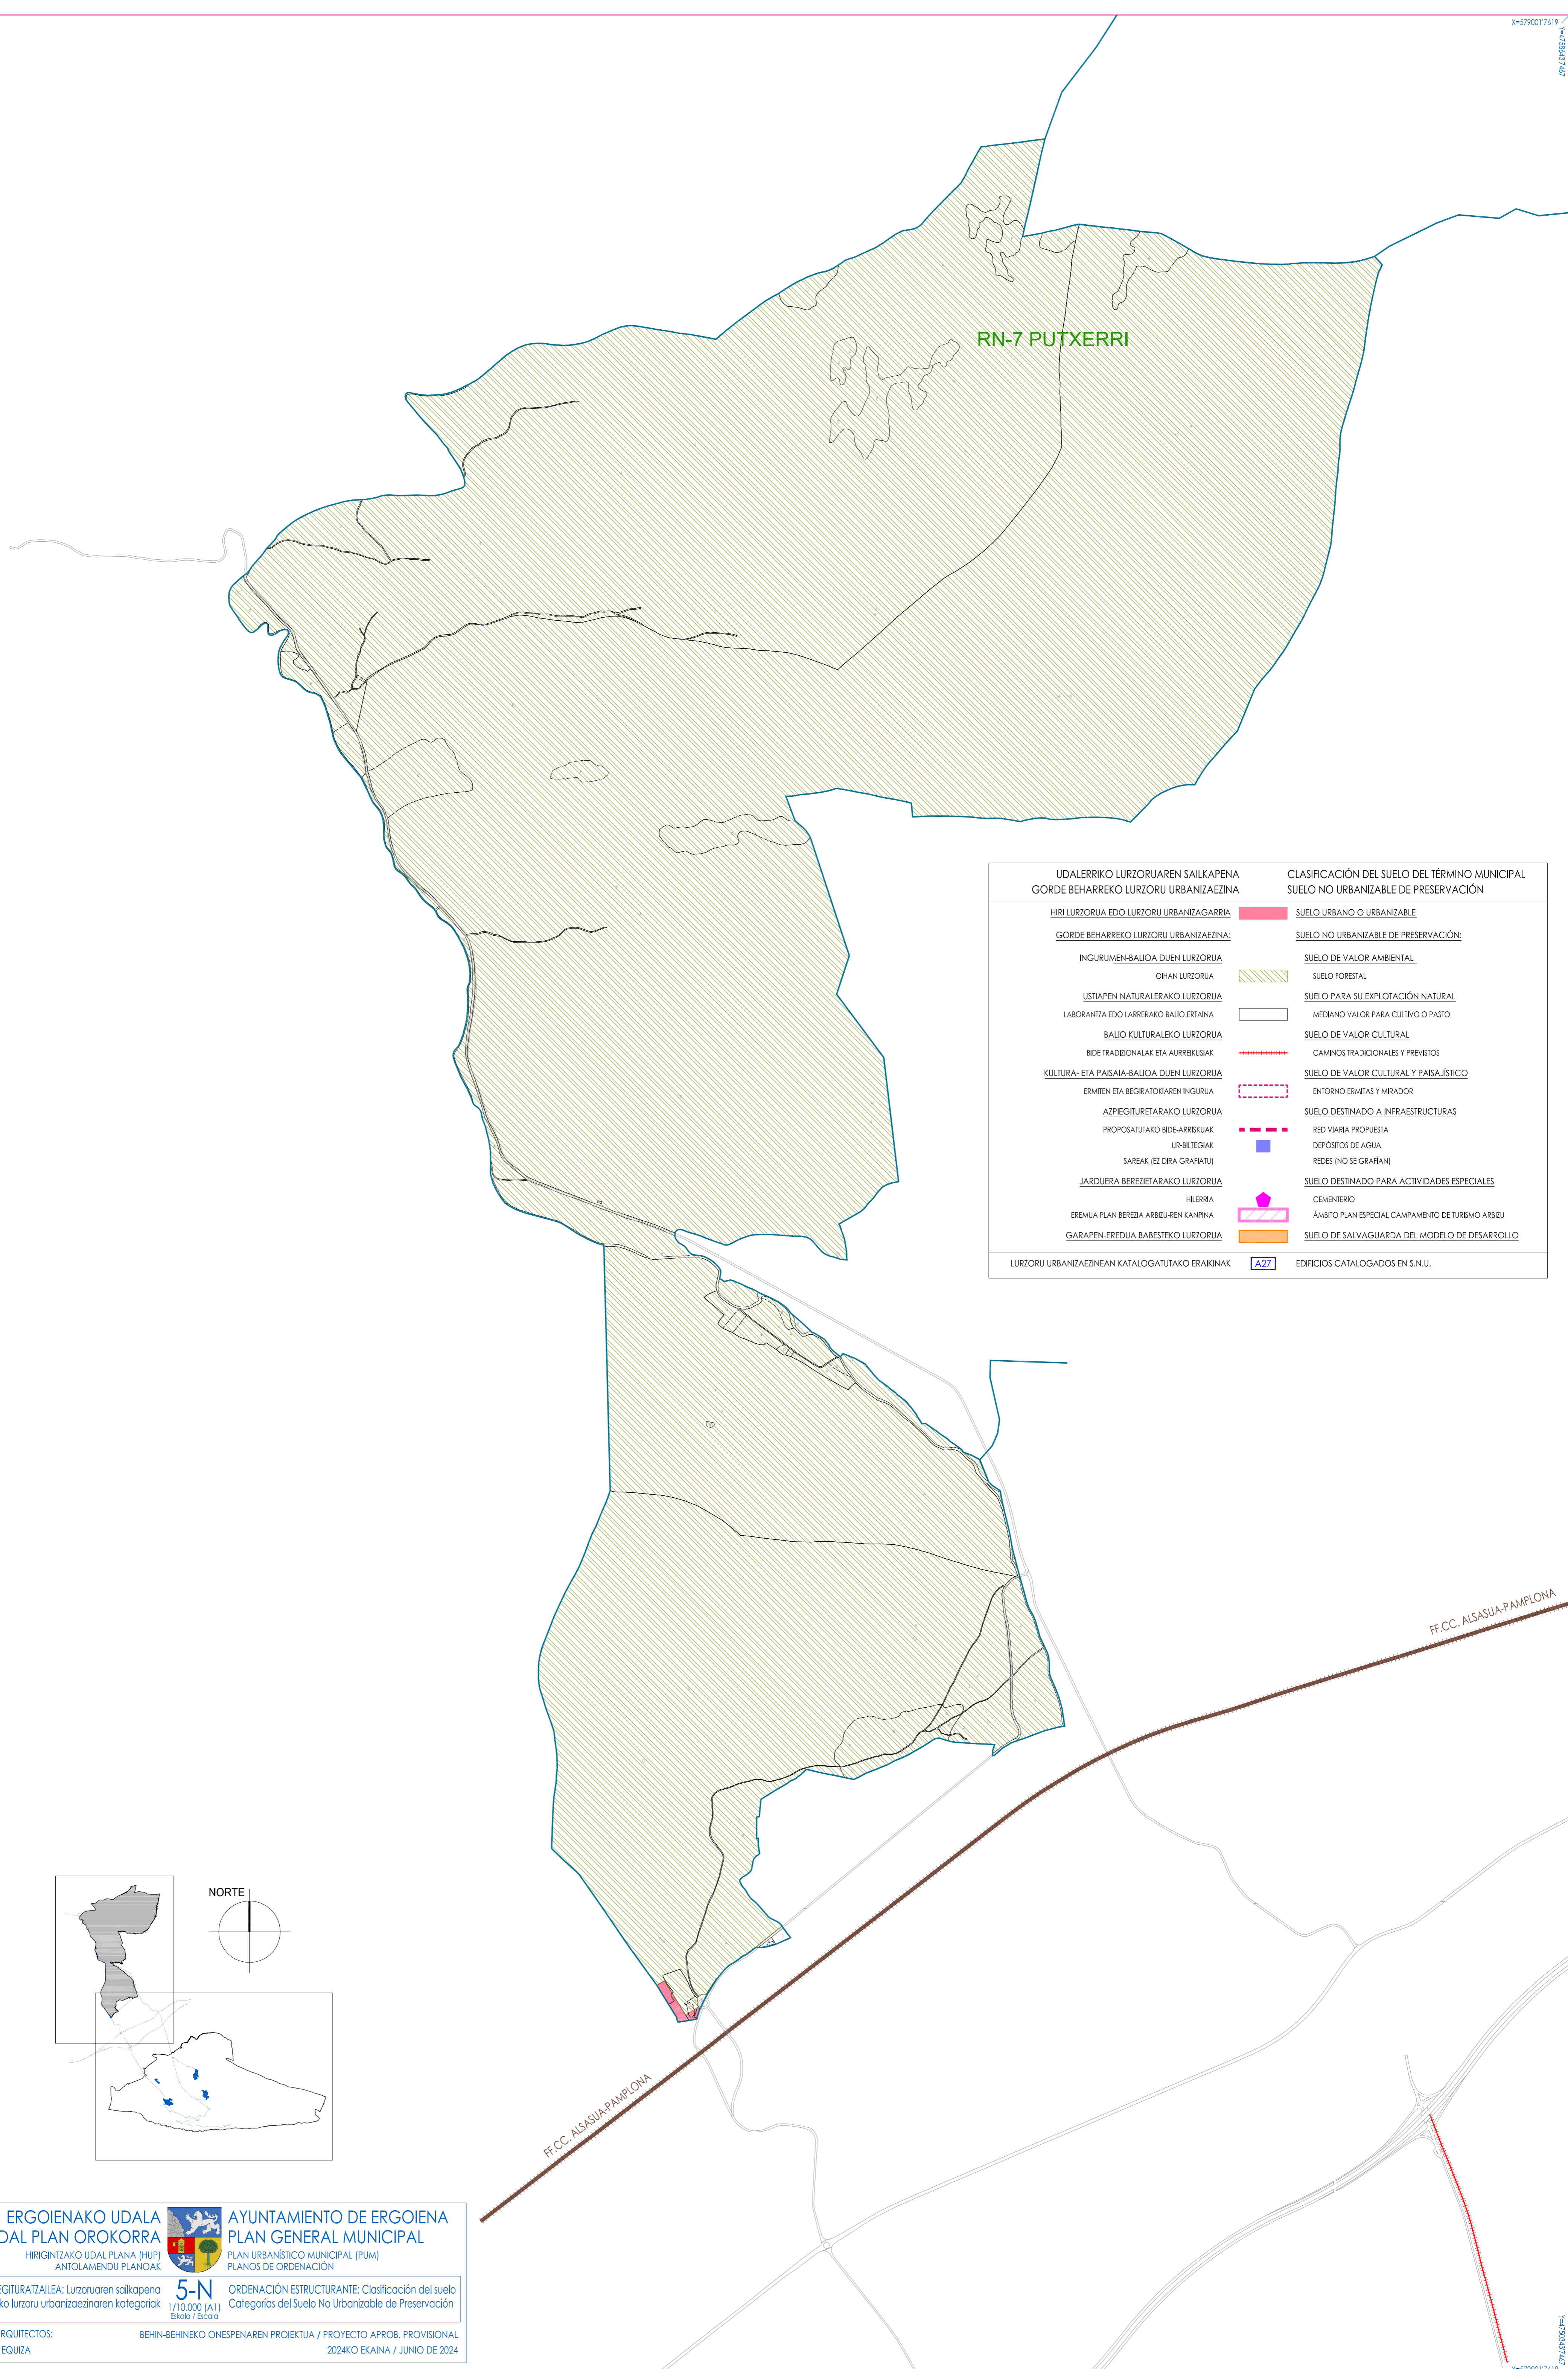 X=579001'7619
Y=4758643'7467
RN-7 PUTXERRI
UDALERRIKO LURZORUAREN SAILKAPENA
GORDE BEHARREKO LURZORU URBANIZAEZINA
CLASIFICACIÓN DEL SUELO DEL TÉRMINO MUNICIPAL
SUELO NO URBANIZABLE DE PRESERVACIÓN
HIRI LURZORUA EDO LURZORU URBANIZAGARRIA SUELO URBANO O URBANIZABLE
GORDE BEHARREKO LURZORU URBANIZAEZINA: SUELO NO URBANIZABLE DE PRESERVACIÓN:
INGURUMEN-BALIOA DUEN LURZORUA SUELO DE VALOR AMBIENTAL
OIHAN LURZORUA SUELO FORESTAL
USTIAPEN NATURALERAKO LURZORUA SUELO PARA SU EXPLOTACIÓN NATURAL
LABORANTZA EDO LARRERAKO BALIO ERTAINA MEDIANO VALOR PARA CULTIVO O PASTO
BALIO KULTURALEKO LURZORUA SUELO DE VALOR CULTURAL
BIDE TRADIZIONALAK ETA AURREIKUSIAK CAMINOS TRADICIONALES Y PREVISTOS
KULTURA- ETA PAISAIA-BALIOA DUEN LURZORUA SUELO DE VALOR CULTURAL Y PAISAJÍSTICO
ERMITEN ETA BEGIRATOKIAREN INGURUA ENTORNO ERMITAS Y MIRADOR
AZPIEGITURETARAKO LURZORUA SUELO DESTINADO A INFRAESTRUCTURAS
PROPOSATUTAKO BIDE-ARRISKUAK RED VIARIA PROPUESTA
UR-BILTEGIAK DEPÓSITOS DE AGUA
SAREAK (EZ DIRA GRAFIATU) REDES (NO SE GRAFÍAN)
JARDUERA BEREZIETARAKO LURZORUA SUELO DESTINADO PARA ACTIVIDADES ESPECIALES
HILERRIA CEMENTERIO
EREMUA PLAN BEREZIA ARBIZU-REN KANPINA ÁMBITO PLAN ESPECIAL CAMPAMENTO DE TURISMO ARBIZU
GARAPEN-EREDUA BABESTEKO LURZORUA SUELO DE SALVAGUARDA DEL MODELO DE DESARROLLO
LURZORU URBANIZAEZINEAN KATALOGATUTAKO ERAIKINAK A27 EDIFICIOS CATALOGADOS EN S.N.U.
FF.CC. ALSASUA-PAMPLONA
NORTE
FF.CC. ALSASUA-PAMPLONA
ERGOIENAKO UDALA
DAL PLAN OROKORRA
HIRIGINTZAKO UDAL PLANA (HUP)
ANTOLAMENDU PLANOAK
AYUNTAMIENTO DE ERGOIENA
PLAN GENERAL MUNICIPAL
PLAN URBANÍSTICO MUNICIPAL (PUM)
PLANOS DE ORDENACIÓN
EGITURATZAILEA: Lurzoruaren sailkapena
ko lurzoru urbanizaezinaren kategoriak
5-N
1/10.000 (A1)
Eskala / Escala
ORDENACIÓN ESTRUCTURANTE: Clasificación del suelo
Categorías del Suelo No Urbanizable de Preservación
RQUITECTOS:
EQUIZA
BEHIN-BEHINEKO ONESPENAREN PROIEKTUA / PROYECTO APROB. PROVISIONAL
2024KO EKAINA / JUNIO DE 2024
Y=4750343'7467
X=579001'7619